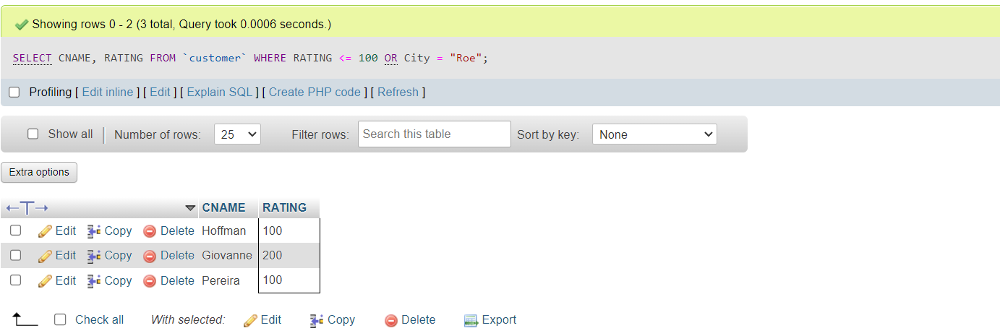 Showing rows 0 - 2 (3 total, Query took 0.0006 seconds.)
SELECT CNAME, RATING FROM `customer` WHERE RATING <= 100 OR City = "Roe";
Profiling [ Edit inline ] [ Edit ] [ Explain SQL ] [ Create PHP code ] [ Refresh ]
Show all Number of rows: 25 Filter rows: Search this table Sort by key: None
Extra options
CNAME RATING
Edit Copy Delete Hoffman 100
Edit Copy Delete Giovanne 200
Edit Copy Delete Pereira 100
Check all With selected: Edit Copy Delete Export